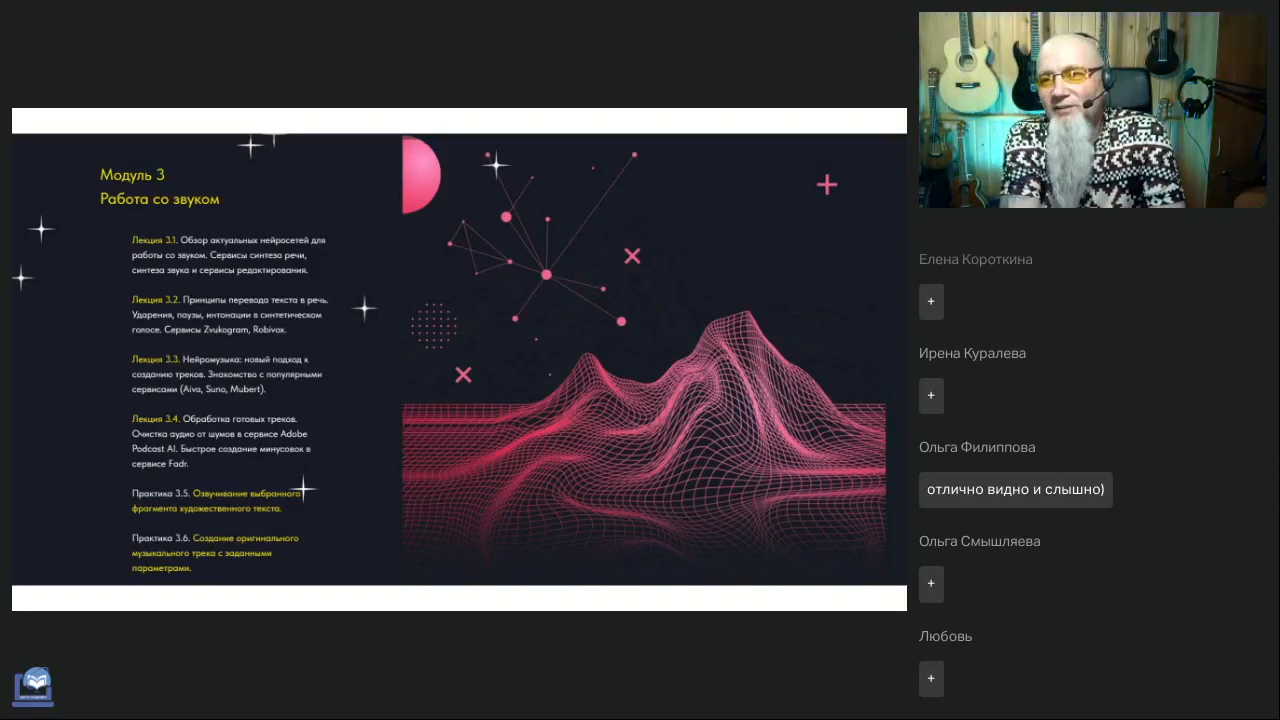 Модуль 3
Работа со звуком
Лекция 3.1. Обзор актуальных нейросетей для
работы со звуком. Сервисы синтеза речи,
синтеза звука и сервисы редактирования.
Лекция 3.2. Принципы перевода текста в речь.
Ударения, паузы, интонации в синтетическом
голосе. Сервисы Zvukogram, Robivox.
Лекция 3.3. Нейромузыка: новый подход к
созданию треков. Знакомство с популярными
сервисами (Aiva, Suno, Mubert).
Лекция 3.4. Обработка готовых треков.
Очистка аудио от шумов в сервисе Adobe
Podcast AI. Быстрое создание минусовок в
сервисе Fadr.
Практика 3.5. Озвучивание выбранного
фрагмента художественного текста.
Практика 3.6. Создание оригинального
музыкального трека с заданными
параметрами.
Елена Короткина
+
Ирена Куралева
+
Ольга Филиппова
отлично видно и слышно)
Ольга Смышляева
+
Любовь
+